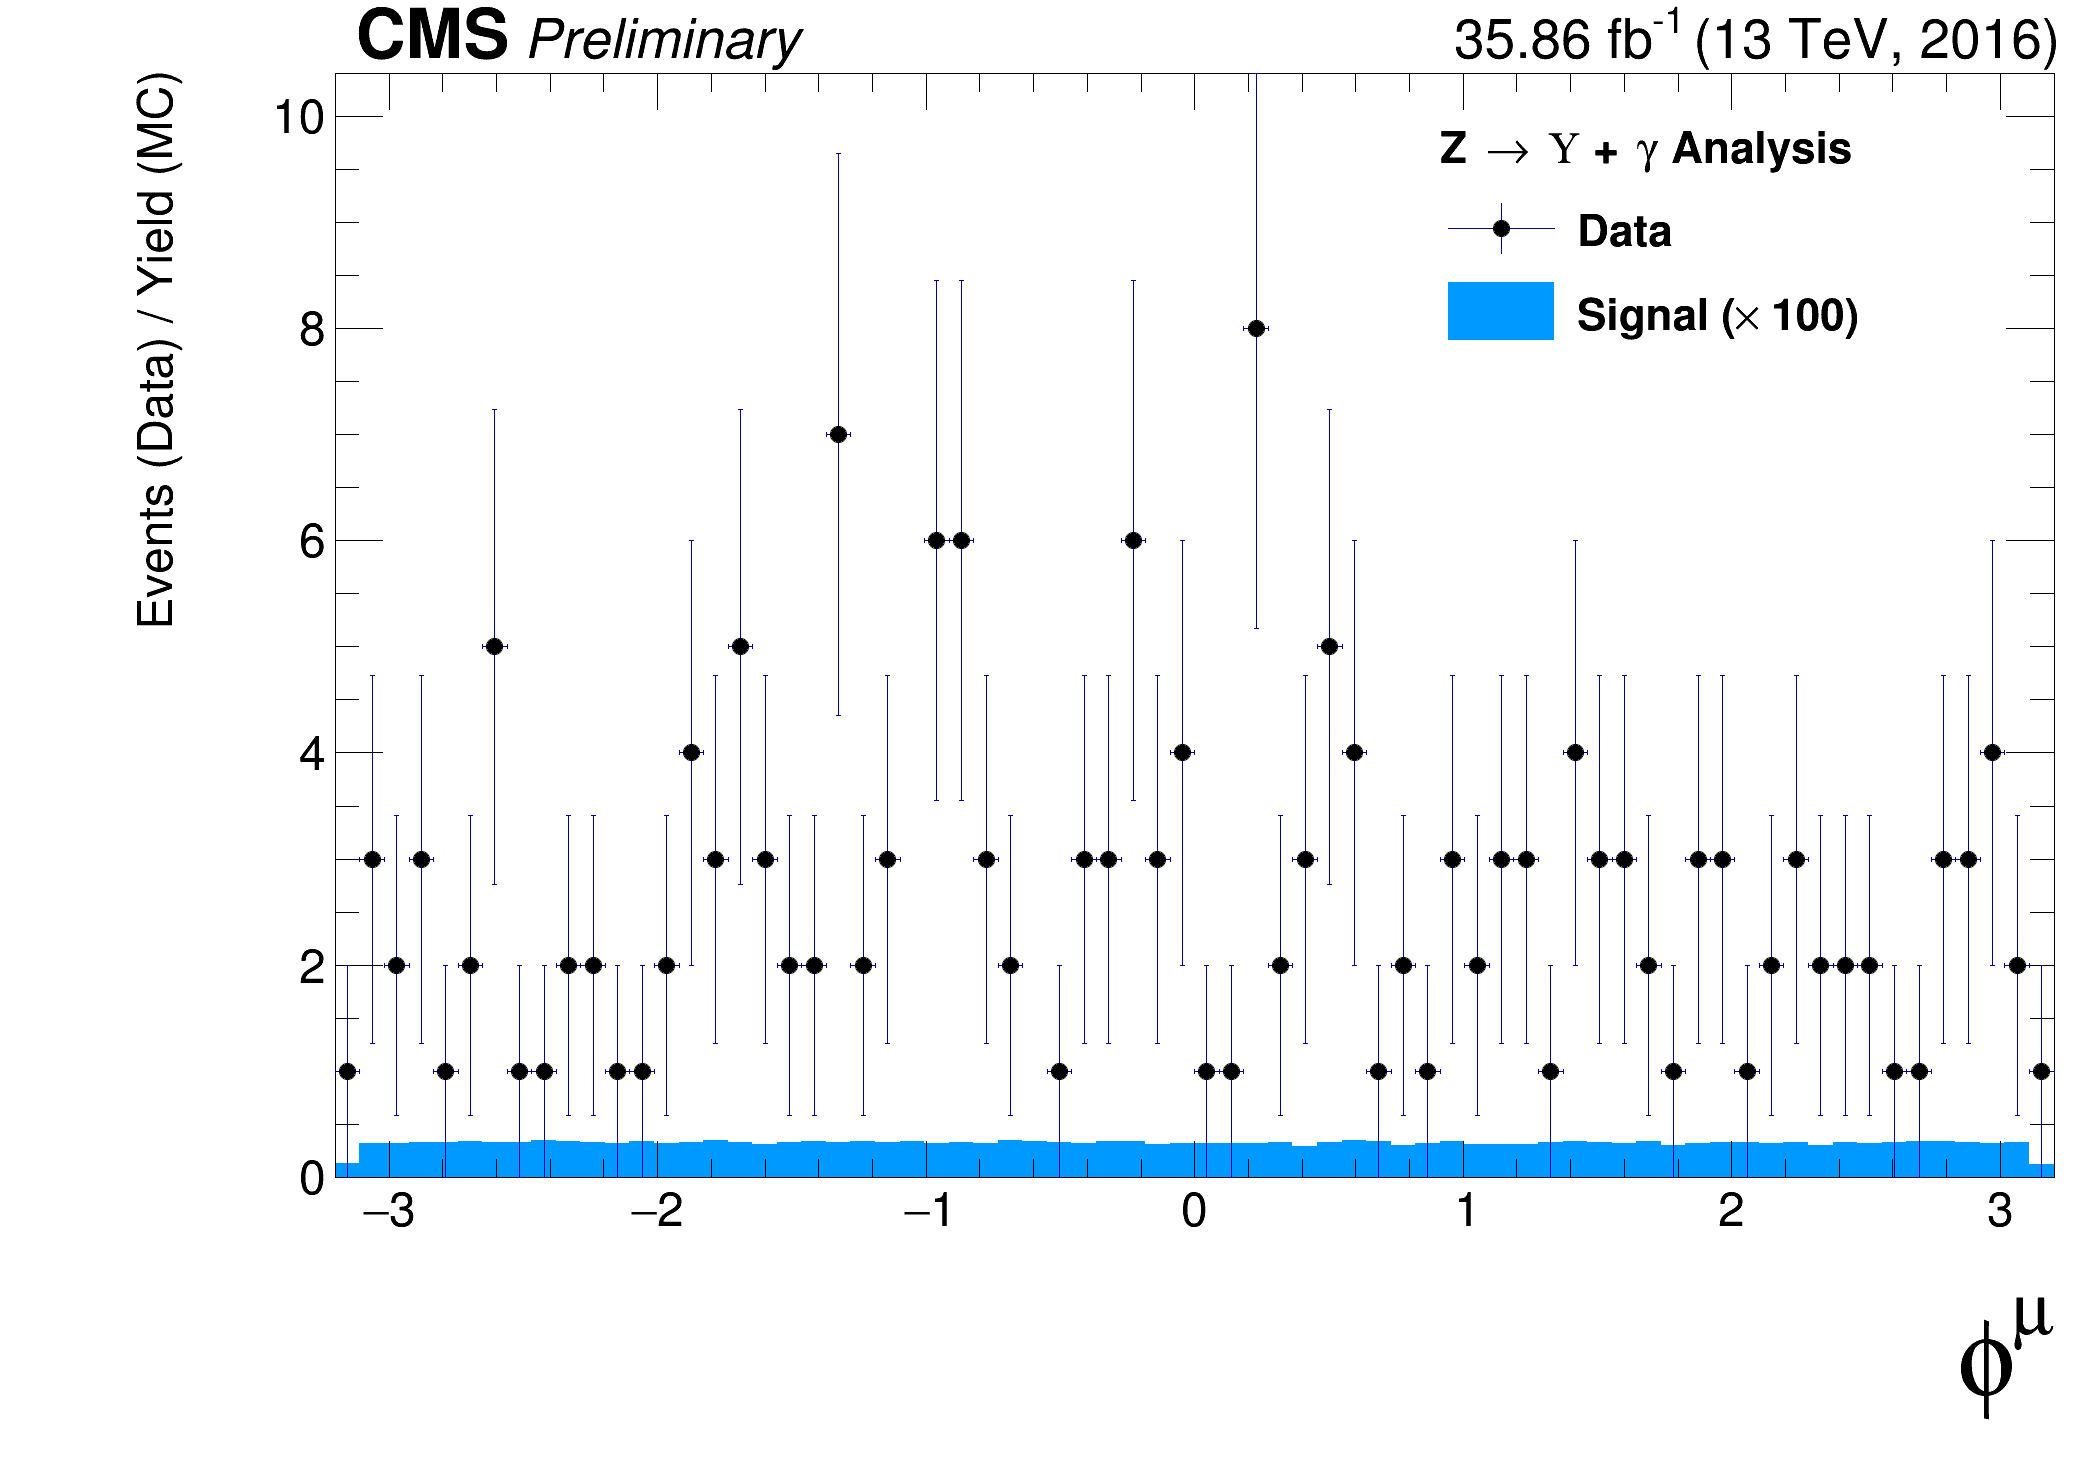 CMS Preliminary
35.86 fb⁻¹ (13 TeV, 2016)
Events (Data) / Yield (MC)
10
8
6
4
2
0
Z → ϒ + γ Analysis
Data
Signal (× 100)
−3 −2 −1 0 1 2 3
ϕ^μ